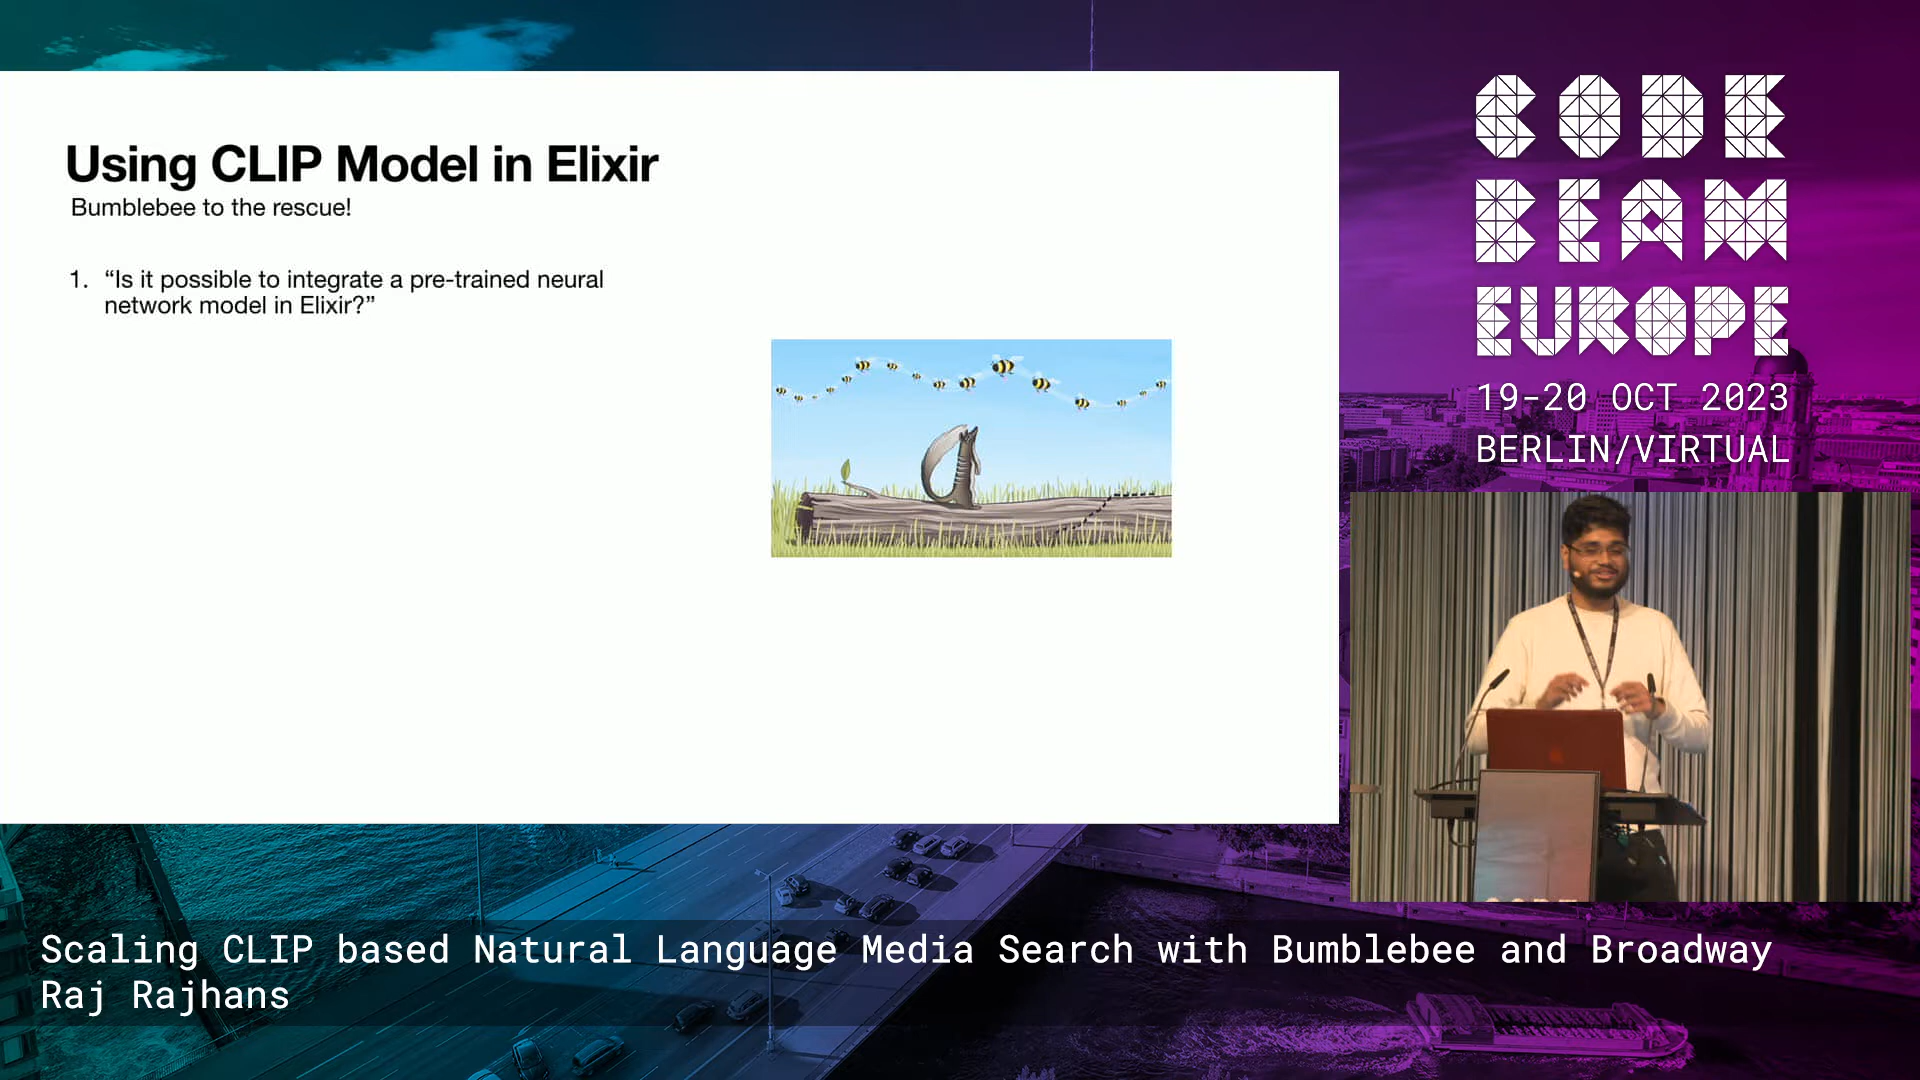 Using CLIP Model in Elixir
Bumblebee to the rescue!
1. “Is it possible to integrate a pre-trained neural
network model in Elixir?”
CODE
BEAM
EUROPE
19-20 OCT 2023
BERLIN/VIRTUAL
Scaling CLIP based Natural Language Media Search with Bumblebee and Broadway
Raj Rajhans